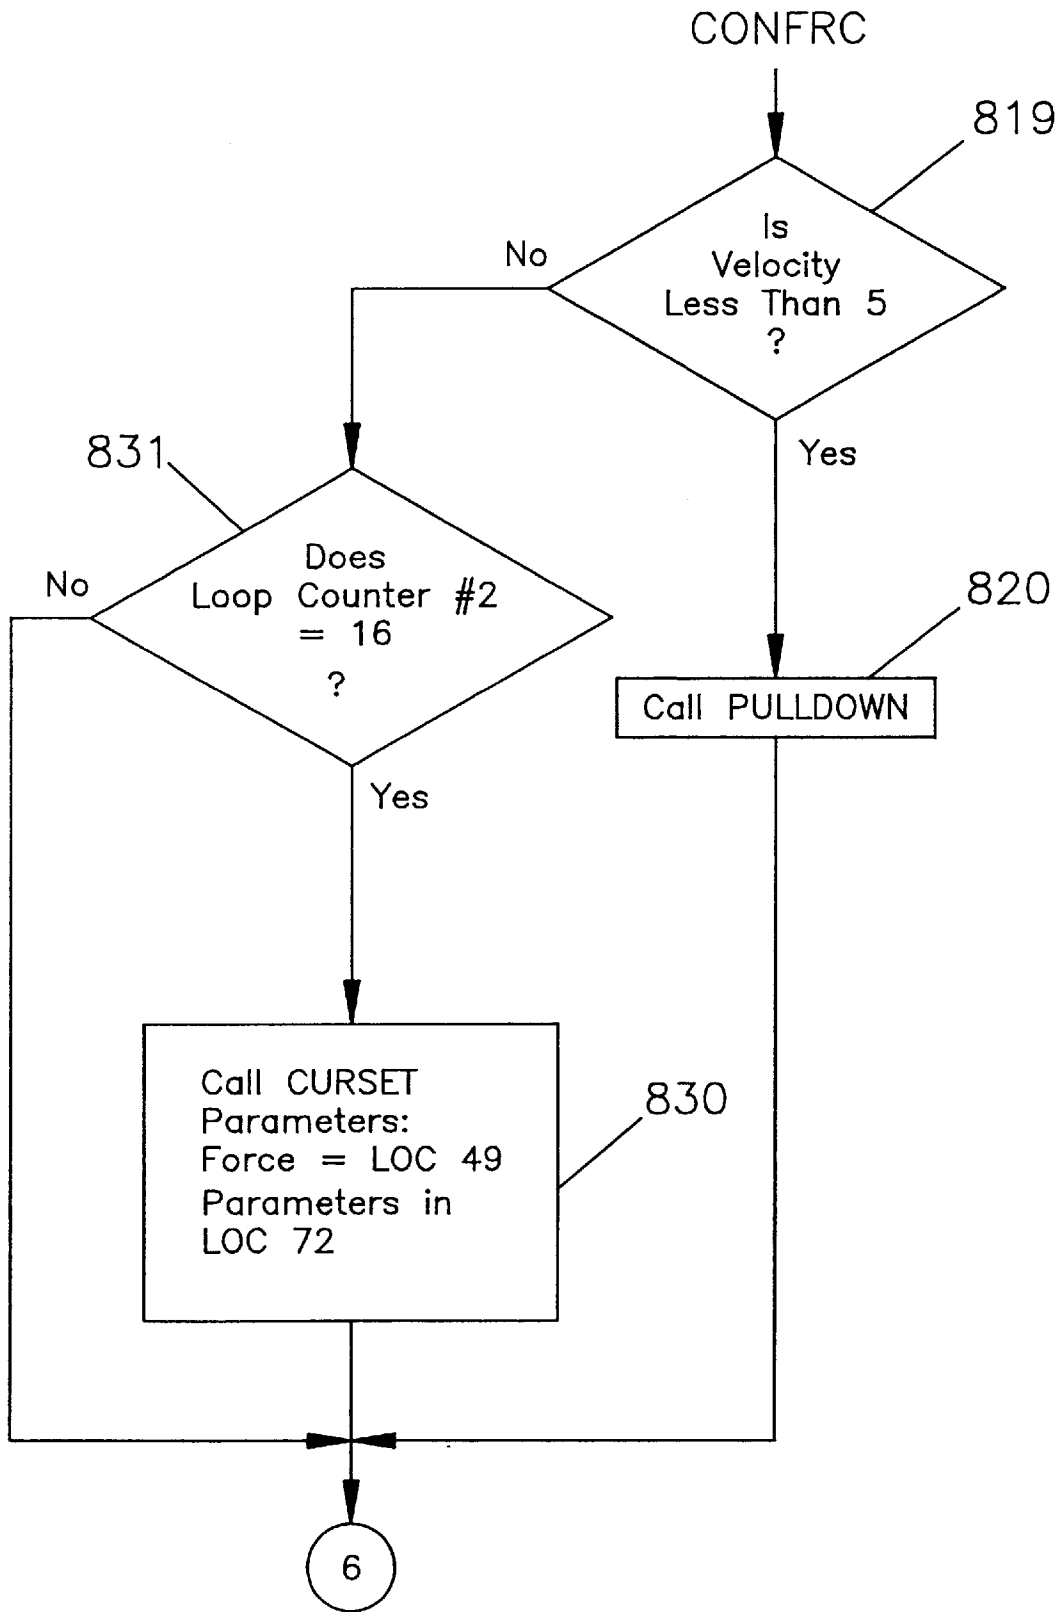 CONFRC
819
Is
Velocity
Less Than 5
?
No
Yes
831
Does
Loop Counter #2
= 16
?
No
Yes
820
Call PULLDOWN
Call CURSET
Parameters:
Force = LOC 49
Parameters in
LOC 72
830
6